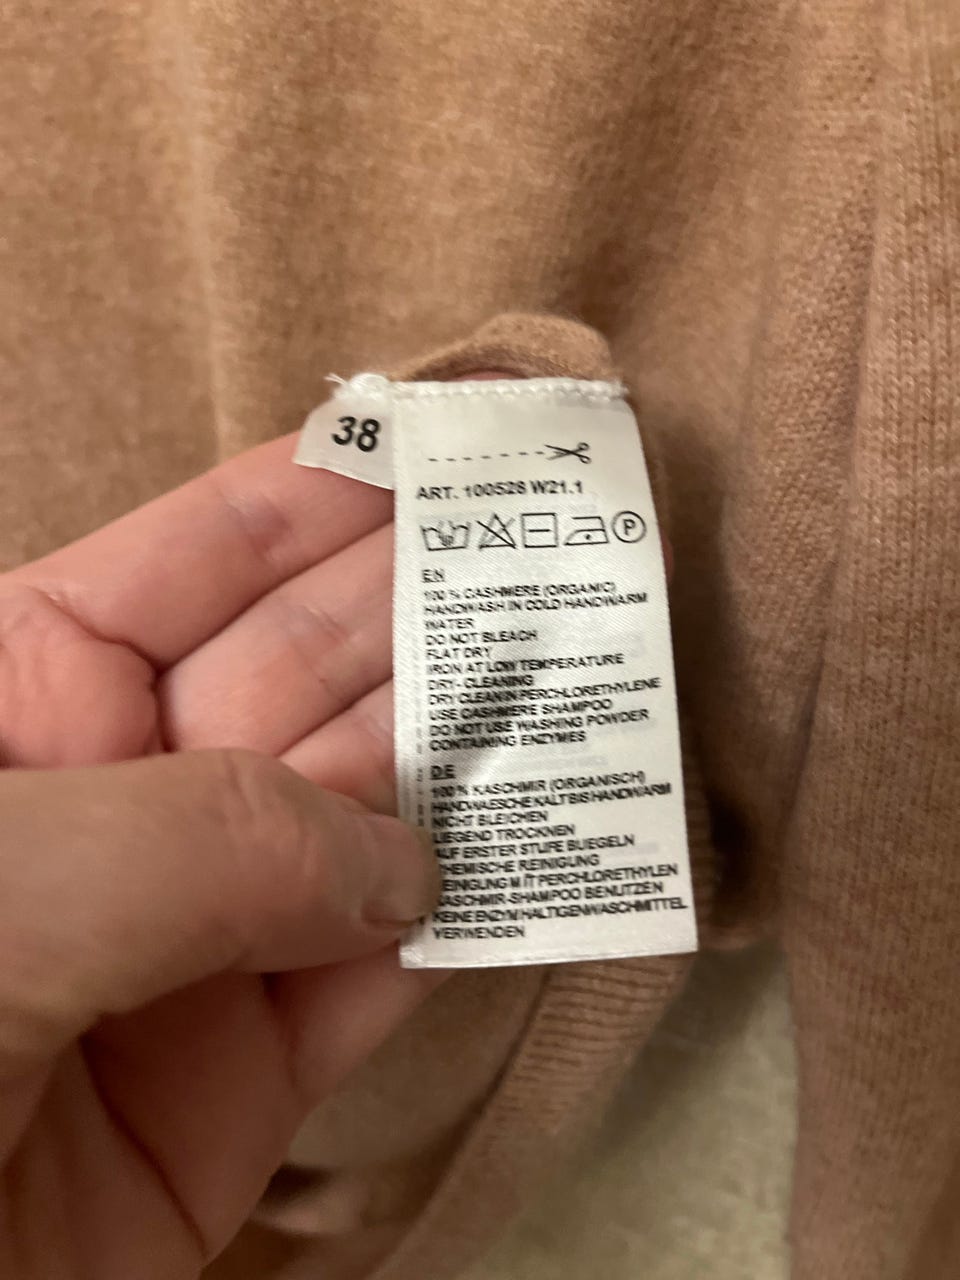 38
ART. 100528 W21.1
P
EN
100 % CASHMERE (ORGANIC)
HANDWASH IN COLD HANDWARM
WATER
DO NOT BLEACH
FLAT DRY
IRON AT LOW TEMPERATURE
DRY-CLEANING
DRY CLEAN IN PERCHLORETHYLENE
USE CASHMERE SHAMPOO
DO NOT USE WASHING POWDER
CONTAINING ENZYMES
DE
100 % KASCHMIR (ORGANISCH)
HANDWAESCHE KALT BIS HANDWARM
NICHT BLEICHEN
LIEGEND TROCKNEN
AUF ERSTER STUFE BUEGELN
CHEMISCHE REINIGUNG
REINIGUNG MIT PERCHLORETHYLEN
KASCHMIR-SHAMPOO BENUTZEN
KEINE ENZYMHALTIGEN WASCHMITTEL
VERWENDEN